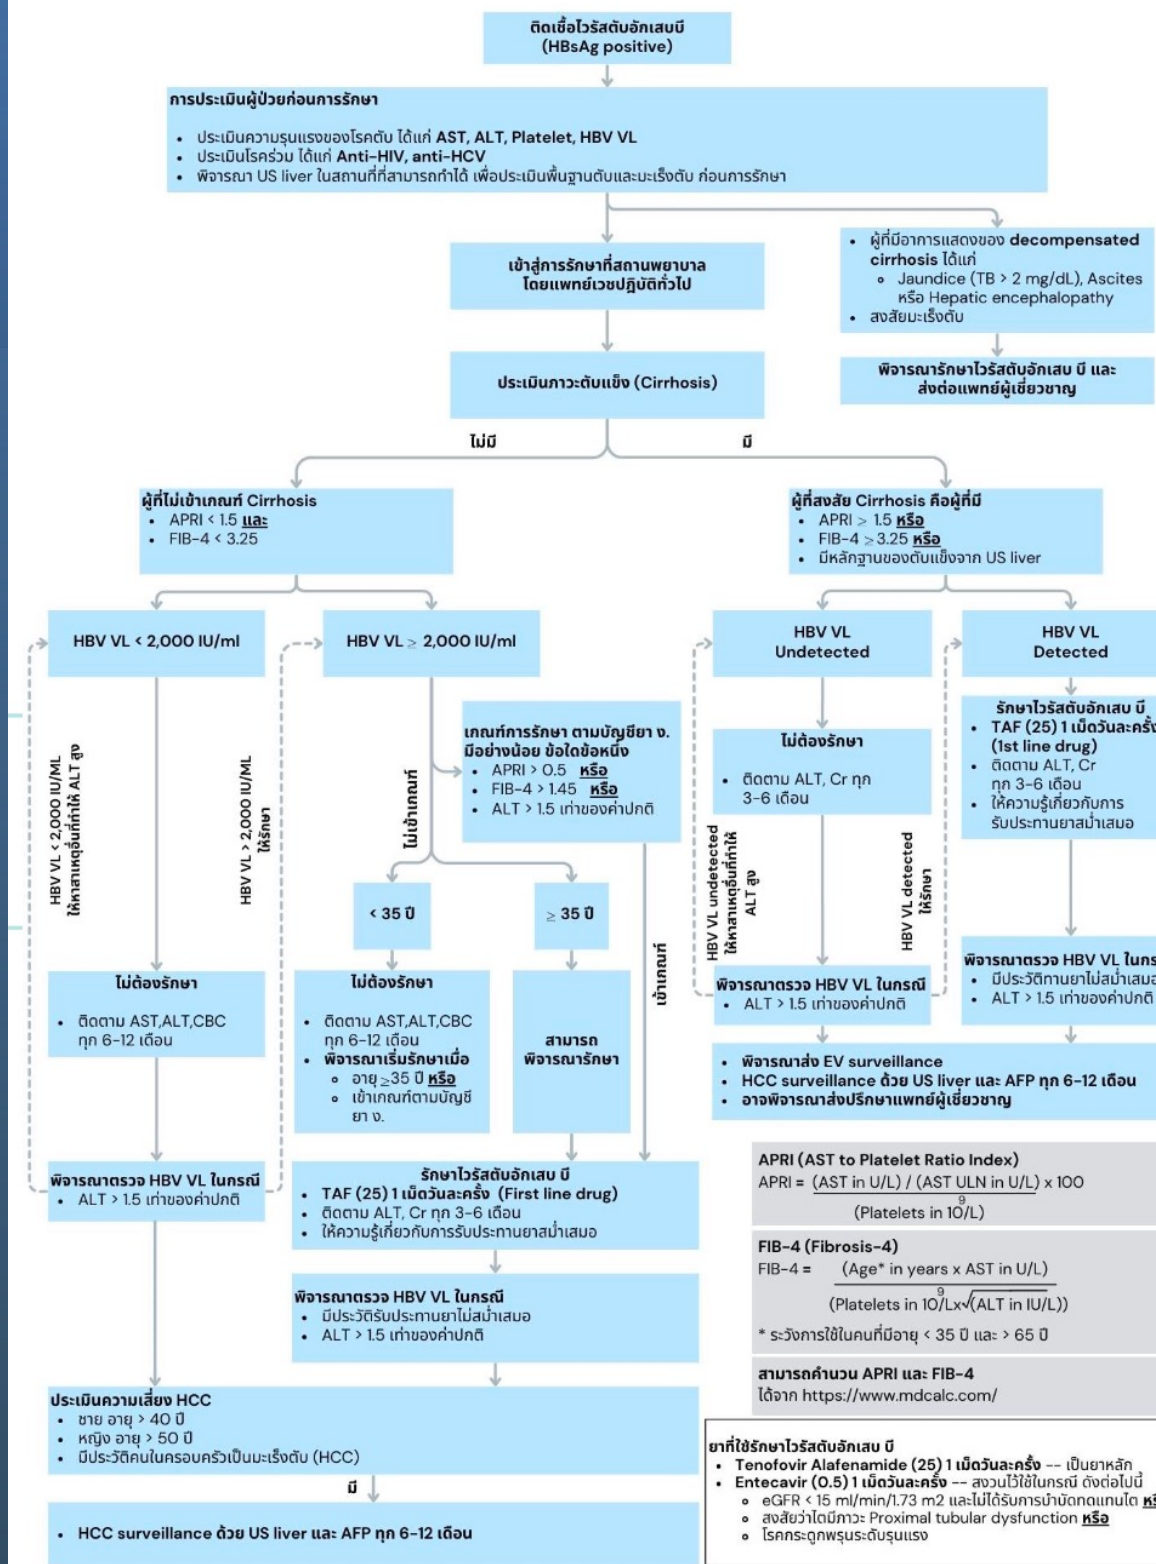 ติดเชื้อไวรัสตับอักเสบบี
(HBsAg positive)
การประเมินผู้ป่วยก่อนการรักษา
• ประเมินความรุนแรงของโรคตับ ได้แก่ AST, ALT, Platelet, HBV VL
• ประเมินโรคร่วม ได้แก่ Anti-HIV, anti-HCV
• พิจารณา US liver ในสถานที่ที่สามารถทำได้ เพื่อประเมินพื้นฐานตับและมะเร็งตับ ก่อนการรักษา
เข้าสู่การรักษาที่สถานพยาบาล
โดยแพทย์เวชปฎิบัติทั่วไป
• ผู้ที่มีอาการแสดงของ decompensated
cirrhosis ได้แก่
o Jaundice (TB > 2 mg/dL), Ascites
หรือ Hepatic encephalopathy
• สงสัยมะเร็งตับ
พิจารณารักษาไวรัสตับอักเสบ บี และ
ส่งต่อแพทย์ผู้เชี่ยวชาญ
ประเมินภาวะตับแข็ง (Cirrhosis)
ไม่มี
มี
ผู้ที่ไม่เข้าเกณฑ์ Cirrhosis
• APRI < 1.5 และ
• FIB-4 < 3.25
ผู้ที่สงสัย Cirrhosis คือผู้ที่มี
• APRI ≥ 1.5 หรือ
• FIB-4 ≥ 3.25 หรือ
• มีหลักฐานของตับแข็งจาก US liver
HBV VL < 2,000 IU/ml
HBV VL ≥ 2,000 IU/ml
HBV VL
Undetected
HBV VL
Detected
เกณฑ์การรักษา ตามบัญชียา ง.
มีอย่างน้อย ข้อใดข้อหนึ่ง
• APRI > 0.5 หรือ
• FIB-4 > 1.45 หรือ
• ALT > 1.5 เท่าของค่าปกติ
ไม่เข้าเกณฑ์
เข้าเกณฑ์
HBV VL < 2,000 IU/ML
ให้หาสาเหตุอื่นที่ทำให้ ALT สูง
HBV VL > 2,000 IU/ML
ให้รักษา
< 35 ปี
≥ 35 ปี
ไม่ต้องรักษา
• ติดตาม AST,ALT,CBC
ทุก 6-12 เดือน
ไม่ต้องรักษา
• ติดตาม AST,ALT,CBC
ทุก 6-12 เดือน
• พิจารณาเริ่มรักษาเมื่อ
o อายุ ≥35 ปี หรือ
o เข้าเกณฑ์ตามบัญชี
ยา ง.
สามารถ
พิจารณารักษา
ไม่ต้องรักษา
• ติดตาม ALT, Cr ทุก
3-6 เดือน
รักษาไวรัสตับอักเสบ บี
• TAF (25) 1 เม็ดวันละครั้ง
(1st line drug)
• ติดตาม ALT, Cr
ทุก 3-6 เดือน
• ให้ความรู้เกี่ยวกับการ
รับประทานยาสม่ำเสมอ
HBV VL undetected
ให้หาสาเหตุอื่นที่ทำให้
ALT สูง
HBV VL detected
ให้รักษา
พิจารณาตรวจ HBV VL ในกรณี
• ALT > 1.5 เท่าของค่าปกติ
พิจารณาตรวจ HBV VL
• มีประวัติทานยาไม่สม่ำเสมอ
• ALT > 1.5 เท่าของค่าปกติ
• พิจารณาส่ง EV surveillance
• HCC surveillance ด้วย US liver และ AFP ทุก 6-12 เดือน
• อาจพิจารณาส่งปรึกษาแพทย์ผู้เชี่ยวชาญ
พิจารณาตรวจ HBV VL ในกรณี
• ALT > 1.5 เท่าของค่าปกติ
รักษาไวรัสตับอักเสบ บี
• TAF (25) 1 เม็ดวันละครั้ง (First line drug)
• ติดตาม ALT, Cr ทุก 3-6 เดือน
• ให้ความรู้เกี่ยวกับการรับประทานยาสม่ำเสมอ
พิจารณาตรวจ HBV VL ในกรณี
• มีประวัติรับประทานยาไม่สม่ำเสมอ
• ALT > 1.5 เท่าของค่าปกติ
ประเมินความเสี่ยง HCC
• ชาย อายุ > 40 ปี
• หญิง อายุ > 50 ปี
• มีประวัติคนในครอบครัวเป็นมะเร็งตับ (HCC)
มี
• HCC surveillance ด้วย US liver และ AFP ทุก 6-12 เดือน
APRI (AST to Platelet Ratio Index)
APRI = (AST in U/L) / (AST ULN in U/L) x 100
(Platelets in 10⁹/L)
FIB-4 (Fibrosis-4)
FIB-4 = (Age* in years x AST in U/L)
(Platelets in 10⁹/Lx√(ALT in IU/L))
* ระวังการใช้ในคนที่มีอายุ < 35 ปี และ > 65 ปี
สามารถคำนวน APRI และ FIB-4
ได้จาก https://www.mdcalc.com/
ยาที่ใช้รักษาไวรัสตับอักเสบ บี
• Tenofovir Alafenamide (25) 1 เม็ดวันละครั้ง -- เป็นยาหลัก
• Entecavir (0.5) 1 เม็ดวันละครั้ง -- สงวนไว้ใช้ในกรณี ดังต่อไปนี้
o eGFR < 15 ml/min/1.73 m2 และไม่ได้รับการบำบัดทดแทนไต
o สงสัยว่าไตมีภาวะ Proximal tubular dysfunction หรือ
o โรคกระดูกพรุนระดับรุนแรง